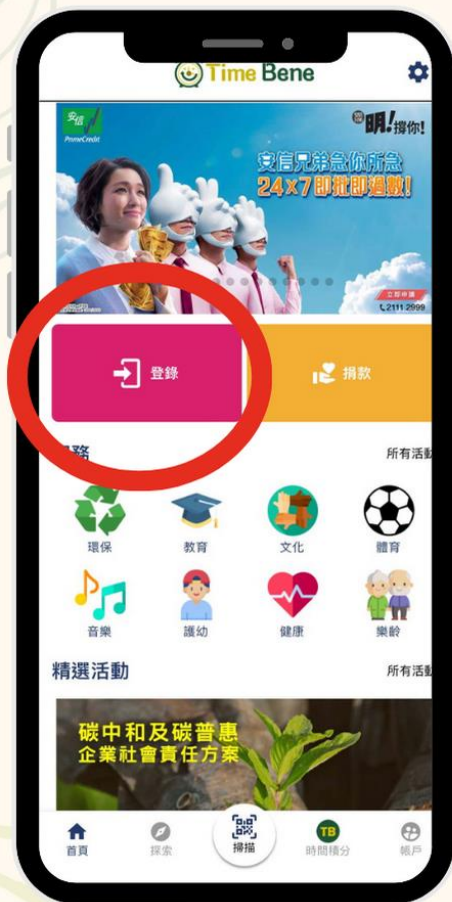 Time Bene
安信
PrimeCredit
明!撐你!
安信兄弟急你所急
24×7即批即過數!
立即申請
2111 2999
登錄
捐款
所有活動
環保
教育
文化
體育
音樂
護幼
健康
樂齡
精選活動
所有活動
碳中和及碳普惠
企業社會責任方案
首頁
探索
掃描
TB
時間積分
帳戶